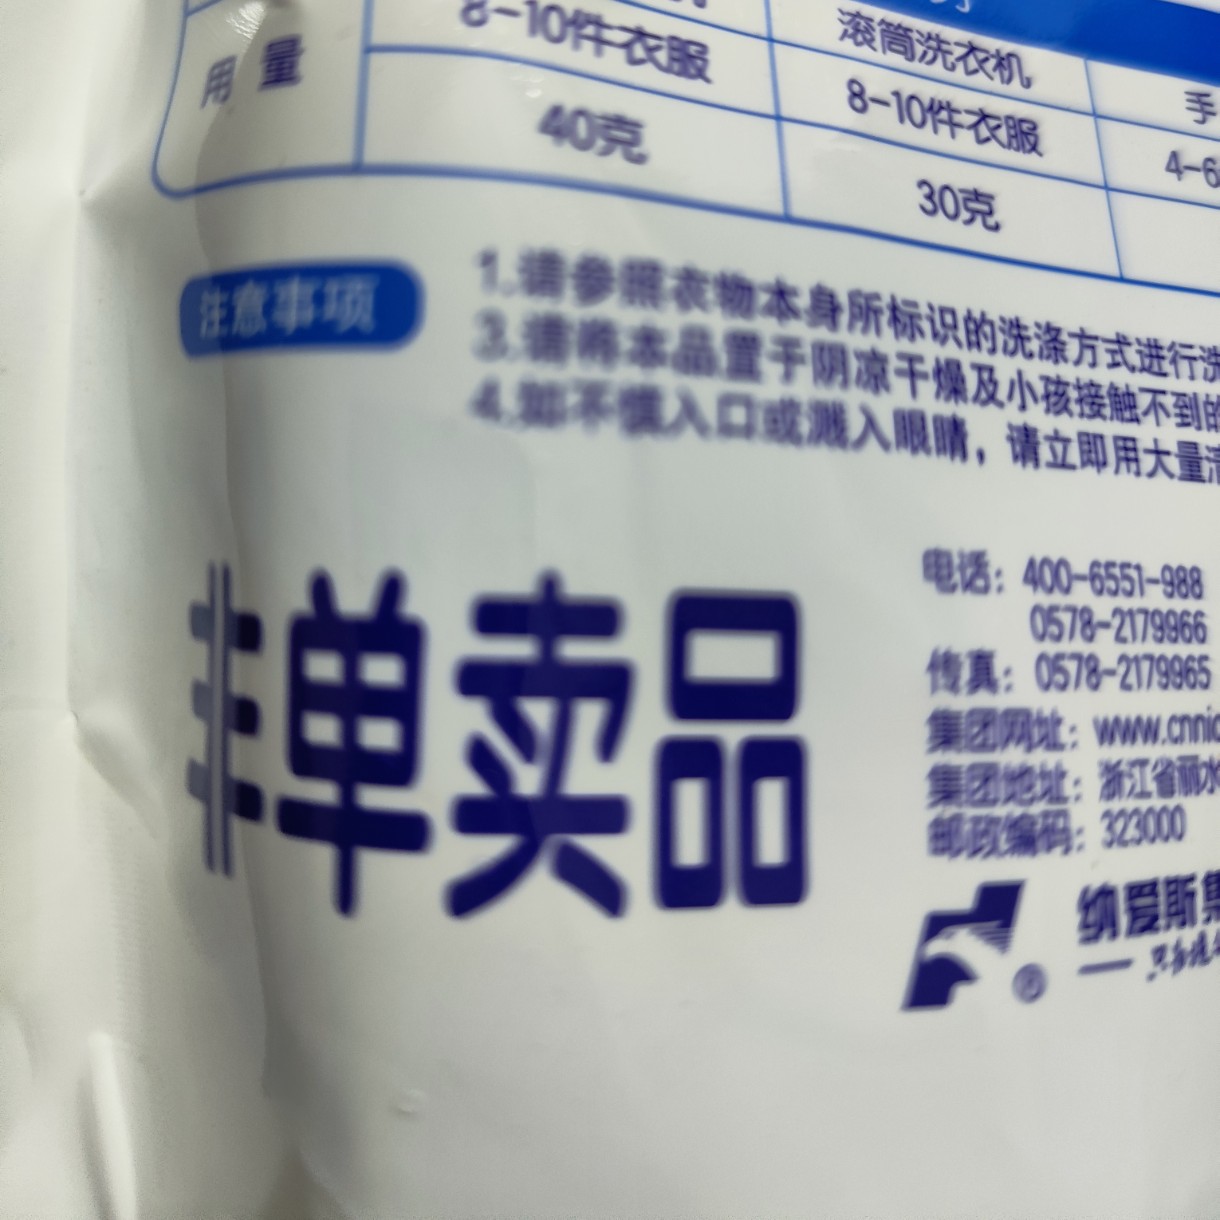 用量
8-10件衣服
40克
滚筒洗衣机
8-10件衣服
30克
手
4-6
注意事项
1.请参照衣物本身所标识的洗涤方式进行洗
3.请将本品置于阴凉干燥及小孩接触不到的
4.如不慎入口或溅入眼睛，请立即用大量清
非单卖品
电话：400-6551-988
0578-2179966
传真：0578-2179965
集团网址：www.cnnic
集团地址：浙江省丽水
邮政编码：323000
纳爱斯集
®